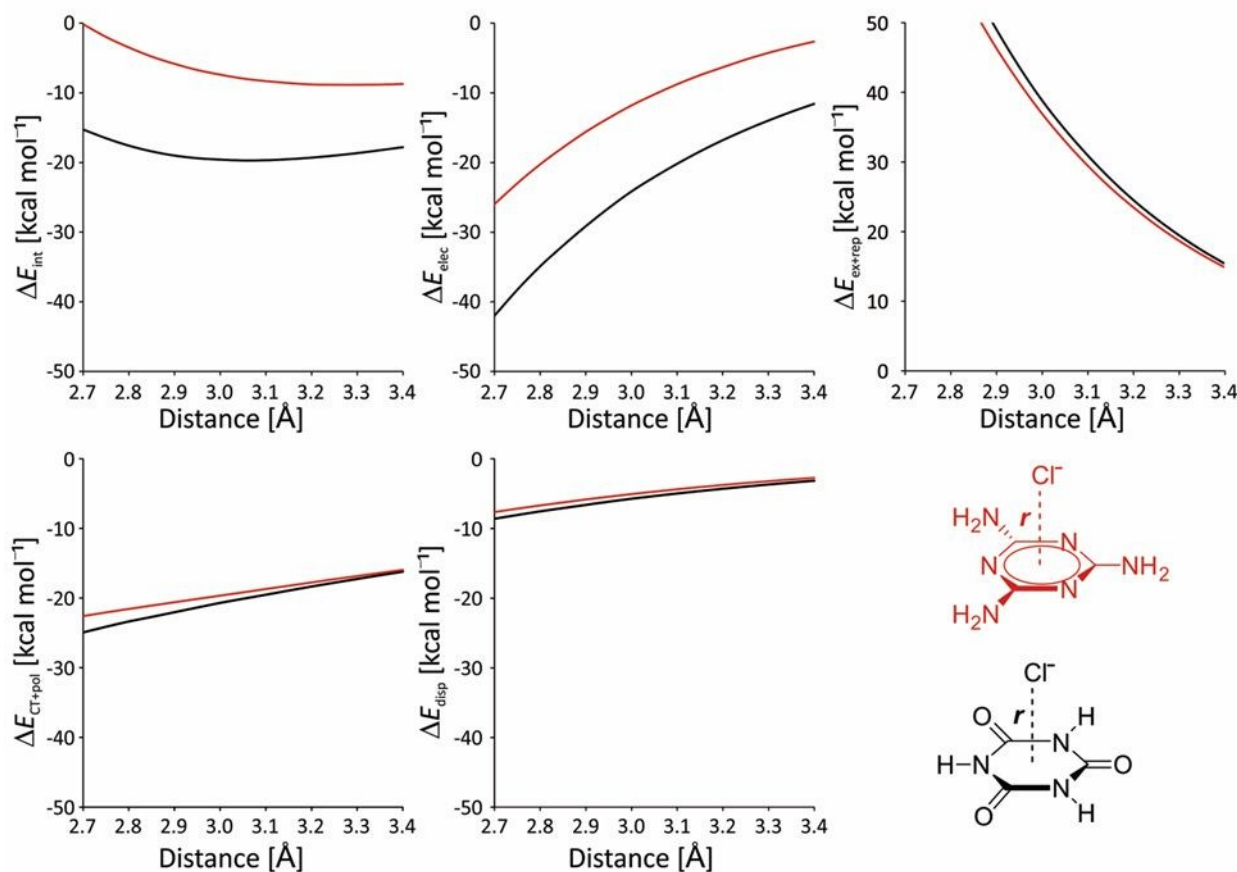 ΔE_int [kcal mol⁻¹]
0
-10
-20
-30
-40
-50
2.7 2.8 2.9 3.0 3.1 3.2 3.3 3.4
Distance [Å]
ΔE_elec [kcal mol⁻¹]
0
-10
-20
-30
-40
-50
2.7 2.8 2.9 3.0 3.1 3.2 3.3 3.4
Distance [Å]
ΔE_ex+rep [kcal mol⁻¹]
50
40
30
20
10
0
2.7 2.8 2.9 3.0 3.1 3.2 3.3 3.4
Distance [Å]
ΔE_CT+pol [kcal mol⁻¹]
0
-10
-20
-30
-40
-50
2.7 2.8 2.9 3.0 3.1 3.2 3.3 3.4
Distance [Å]
ΔE_disp [kcal mol⁻¹]
0
-10
-20
-30
-40
-50
2.7 2.8 2.9 3.0 3.1 3.2 3.3 3.4
Distance [Å]
Cl⁻
H₂N r
N
N NH₂
N
H₂N
Cl⁻
O r H
N
H–N O
N
O H